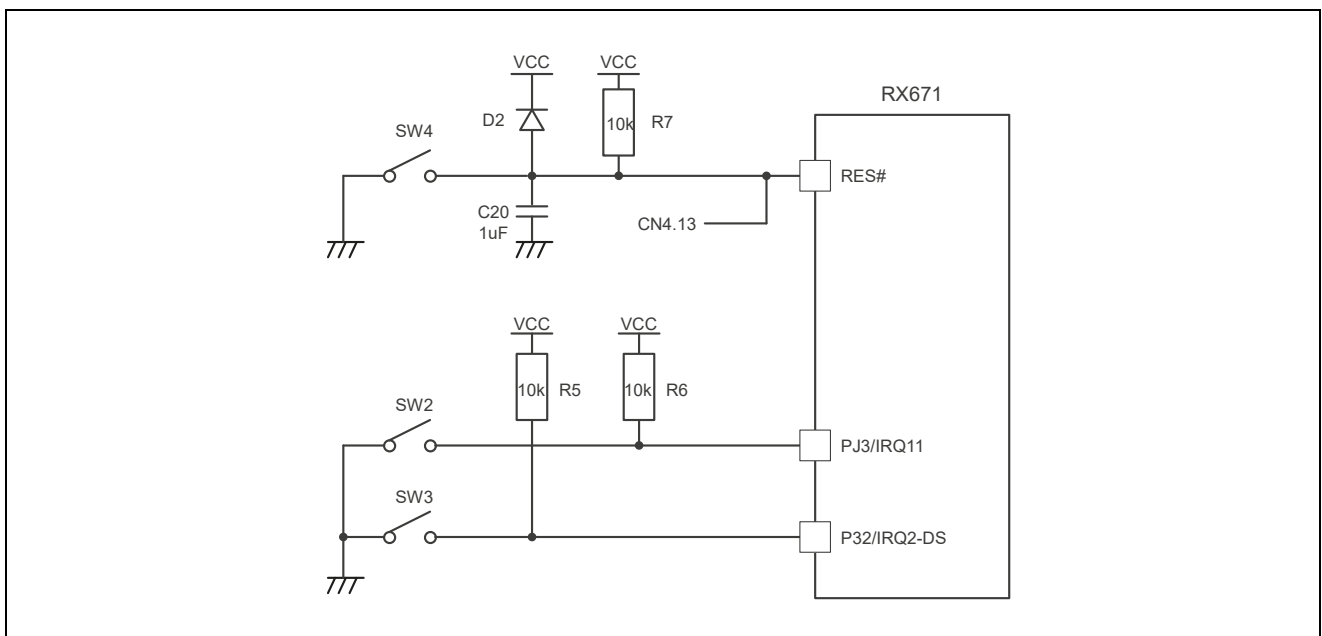 VCC
VCC
RX671
D2
10k
R7
SW4
RES#
C20
1uF
CN4.13
VCC
VCC
10k
R5
10k
R6
SW2
PJ3/IRQ11
SW3
P32/IRQ2-DS